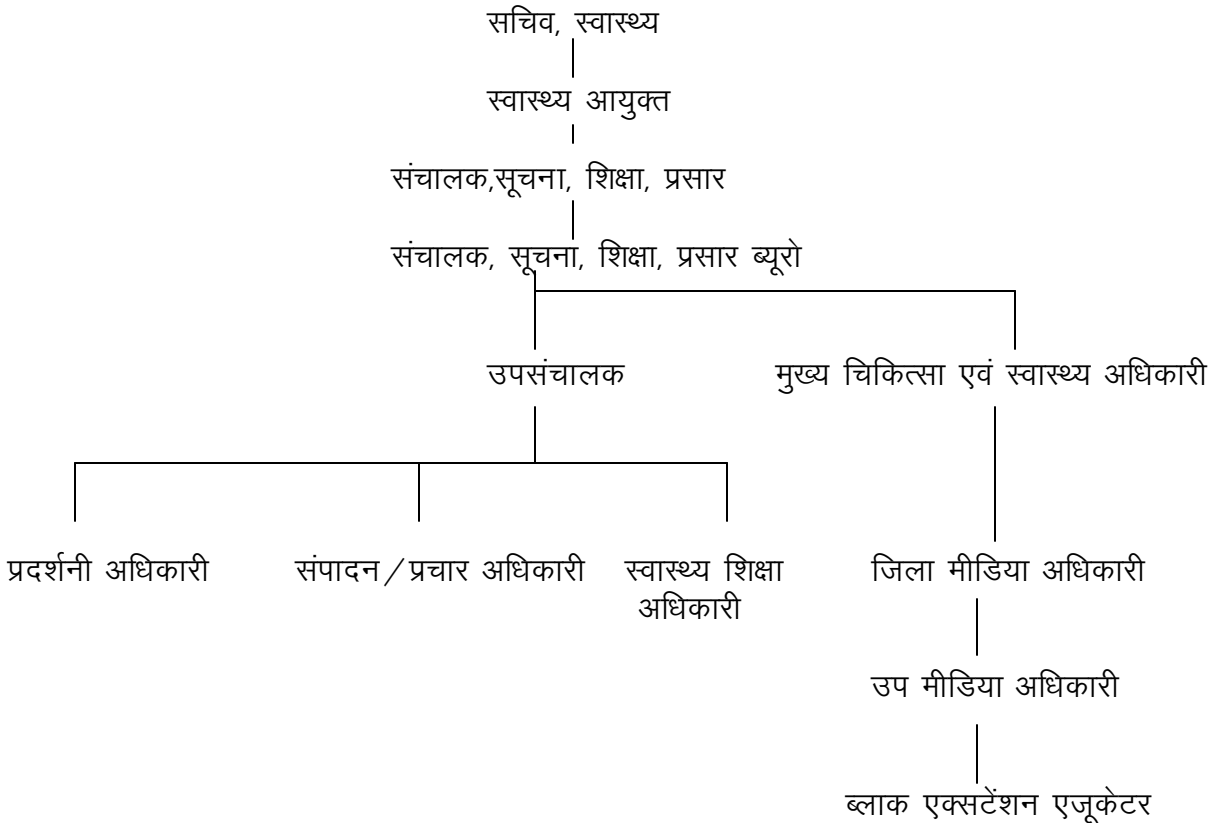 सचिव, स्वास्थ्य
स्वास्थ्य आयुक्त
संचालक,सूचना, शिक्षा, प्रसार
संचालक, सूचना, शिक्षा, प्रसार ब्यूरो
उपसंचालक
मुख्य चिकित्सा एवं स्वास्थ्य अधिकारी
प्रदर्शनी अधिकारी
संपादन/प्रचार अधिकारी
स्वास्थ्य शिक्षा
अधिकारी
जिला मीडिया अधिकारी
उप मीडिया अधिकारी
ब्लाक एक्सटेंशन एजूकेटर